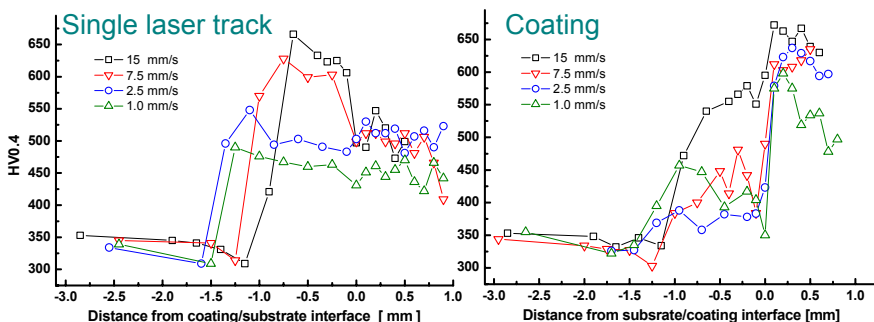 Single laser track
Coating
HV0.4
650
600
550
500
450
400
350
300
15 mm/s
7.5 mm/s
2.5 mm/s
1.0 mm/s
-3.0 -2.5 -2.0 -1.5 -1.0 -0.5 0.0 0.5 1.0
Distance from coating/substrate interface [ mm ]
650
600
550
500
450
400
350
300
15 mm/s
7.5 mm/s
2.5 mm/s
1.0 mm/s
-3.0 -2.5 -2.0 -1.5 -1.0 -0.5 0.0 0.5 1.0
Distance from subsrate/coating interface [mm]